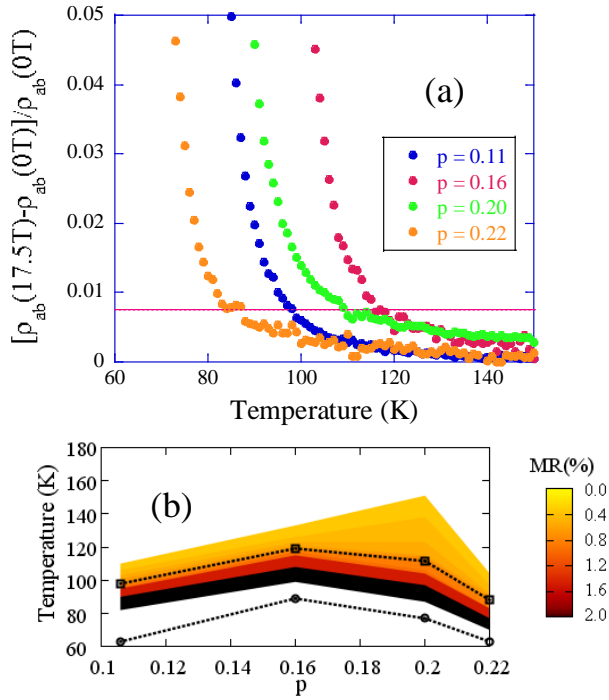 [ρab(17.5T)-ρab(0T)]/ρab(0T)
0.05
0.04
0.03
0.02
0.01
0
(a)
p = 0.11
p = 0.16
p = 0.20
p = 0.22
60 80 100 120 140
Temperature (K)
Temperature (K)
180
160
140
120
100
80
60
(b)
0.1 0.12 0.14 0.16 0.18 0.2 0.22
p
MR(%)
0.0
0.8
1.2
1.6
2.0